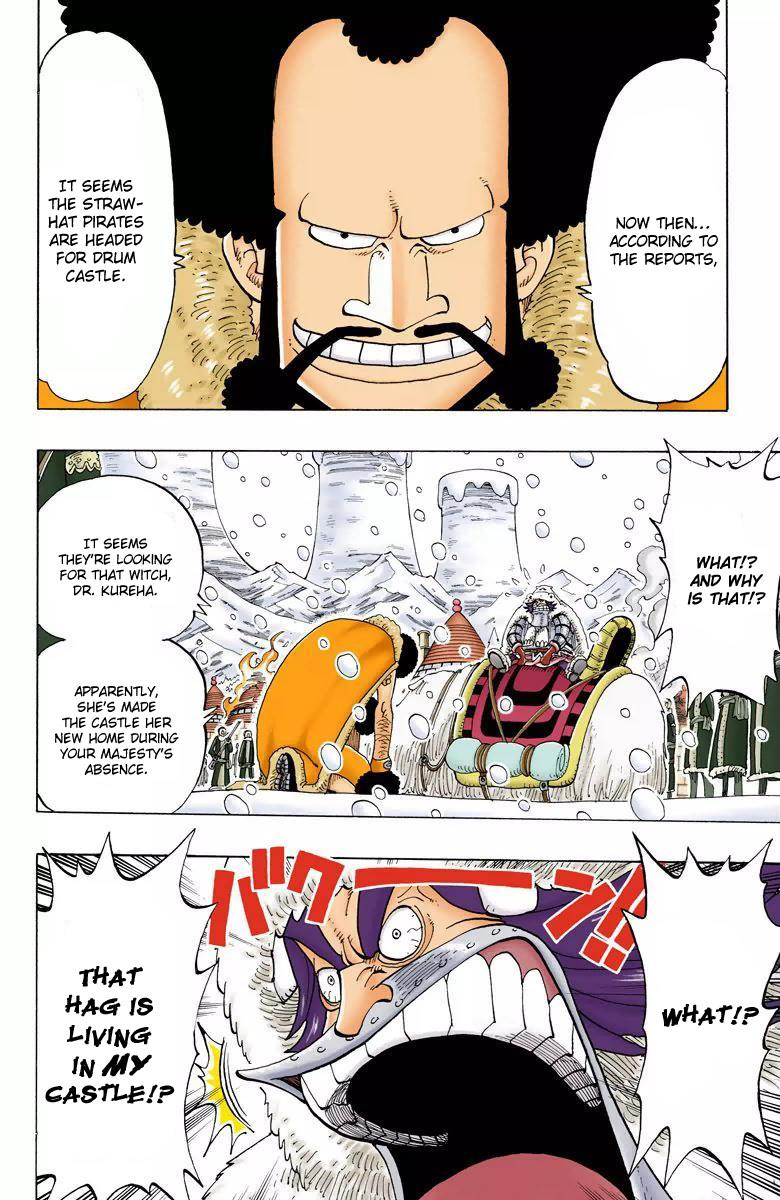 NOW THEN...
ACCORDING TO
THE REPORTS,
IT SEEMS
THE STRAW-
HAT PIRATES
ARE HEADED
FOR DRUM
CASTLE.
WHAT!?
AND WHY
IS THAT!?
IT SEEMS
THEY'RE LOOKING
FOR THAT WITCH,
DR. KUREHA.
APPARENTLY,
SHE'S MADE
THE CASTLE HER
NEW HOME DURING
YOUR MAJESTY'S
ABSENCE.
WHAT!?
バクーン!!
THAT
HAG IS
LIVING
IN MY
CASTLE!?